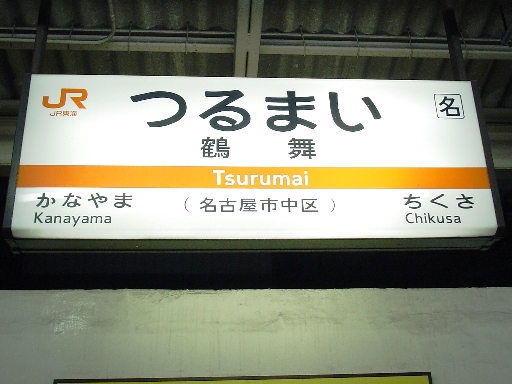 JR
JR東海
つるまい
名
鶴 舞
Tsurumai
かなやま
Kanayama
( 名古屋市中区 )
ちくさ
Chikusa